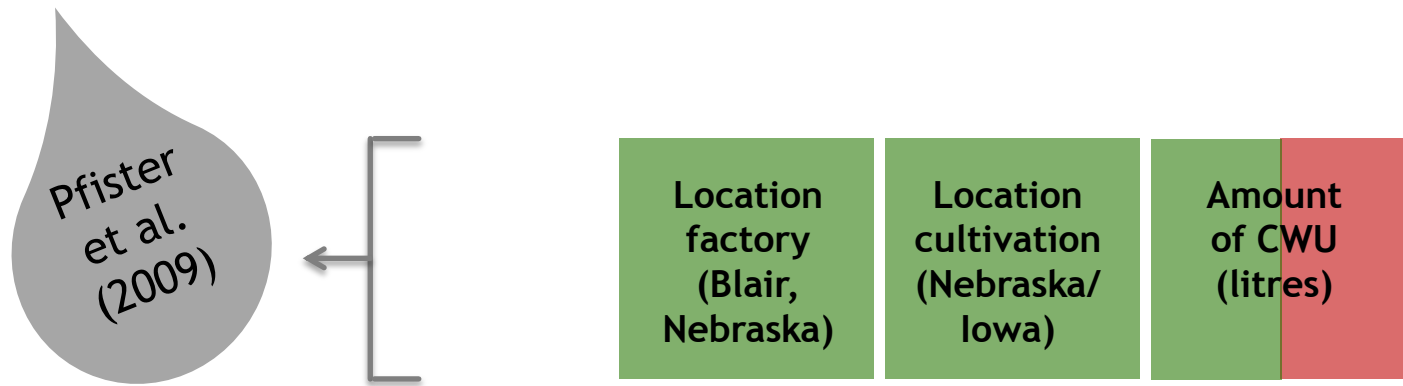 Pfister
et al.
(2009)
Location
factory
(Blair,
Nebraska)
Location
cultivation
(Nebraska/
Iowa)
Amount
of CWU
(litres)